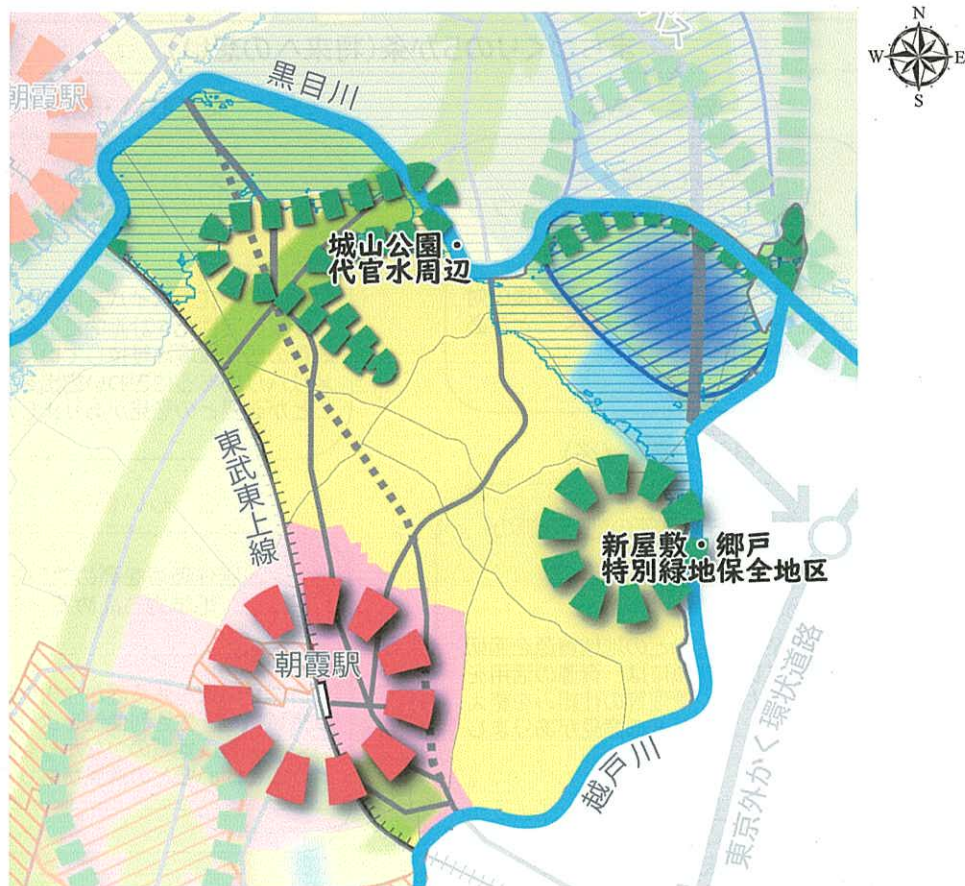 N
W E
S
バス
朝霞駅
黒目川
城山公園・
代官水周辺
東武東上線
新屋敷・郷戸
特別緑地保全地区
朝霞駅
越戸川
東京外かく環状道路